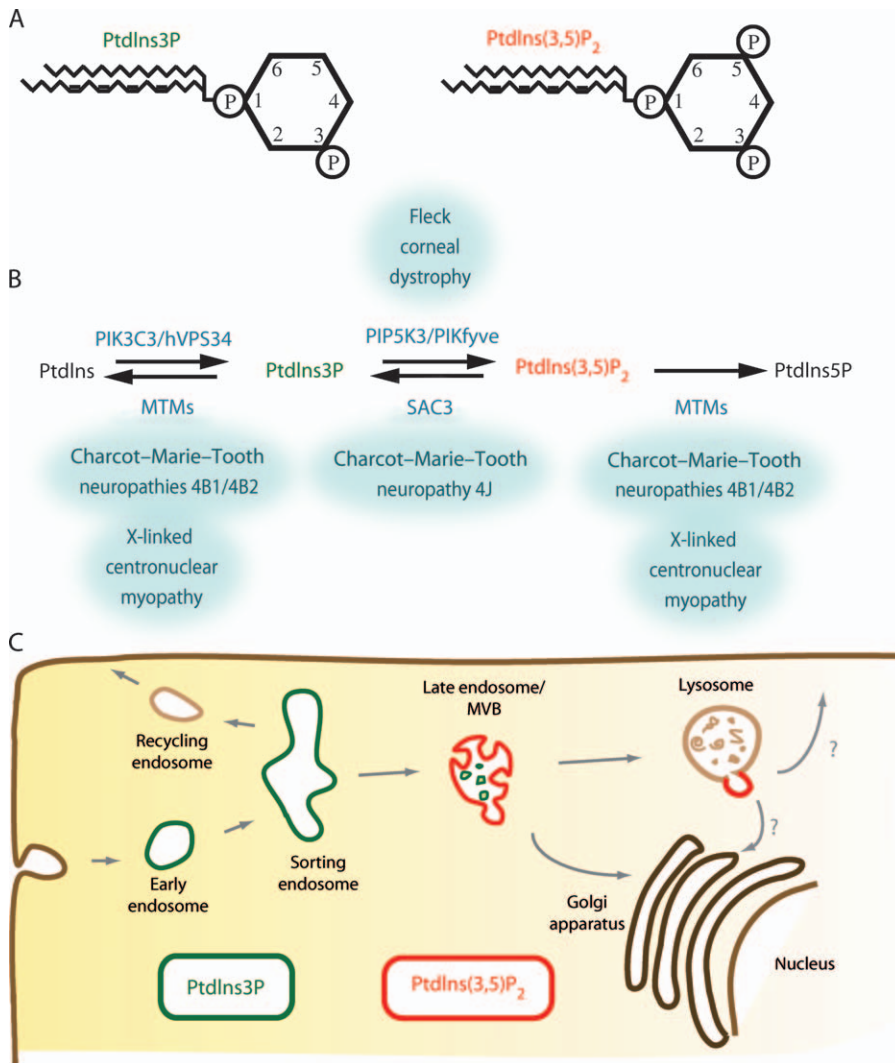 A
PtdIns3P
PtdIns(3,5)P₂
6 5
P 1 4
2 3
P
P
6 5
P 1 4
2 3
P
Fleck
corneal
dystrophy
B
PIK3C3/hVPS34
PIP5K3/PIKfyve
PtdIns
PtdIns3P
PtdIns(3,5)P₂
PtdIns5P
MTMs
SAC3
MTMs
Charcot–Marie–Tooth
neuropathies 4B1/4B2
Charcot–Marie–Tooth
neuropathy 4J
Charcot–Marie–Tooth
neuropathies 4B1/4B2
X-linked
centronuclear
myopathy
X-linked
centronuclear
myopathy
C
Recycling
endosome
Late endosome/
MVB
Lysosome
?
?
Early
endosome
Sorting
endosome
Golgi
apparatus
Nucleus
PtdIns3P
PtdIns(3,5)P₂